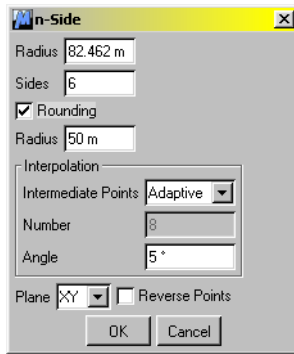 n-Side
Radius 82.462 m
Sides 6
Rounding
Radius 50 m
Interpolation
Intermediate Points Adaptive
Number 8
Angle 5 °
Plane XY Reverse Points
OK Cancel